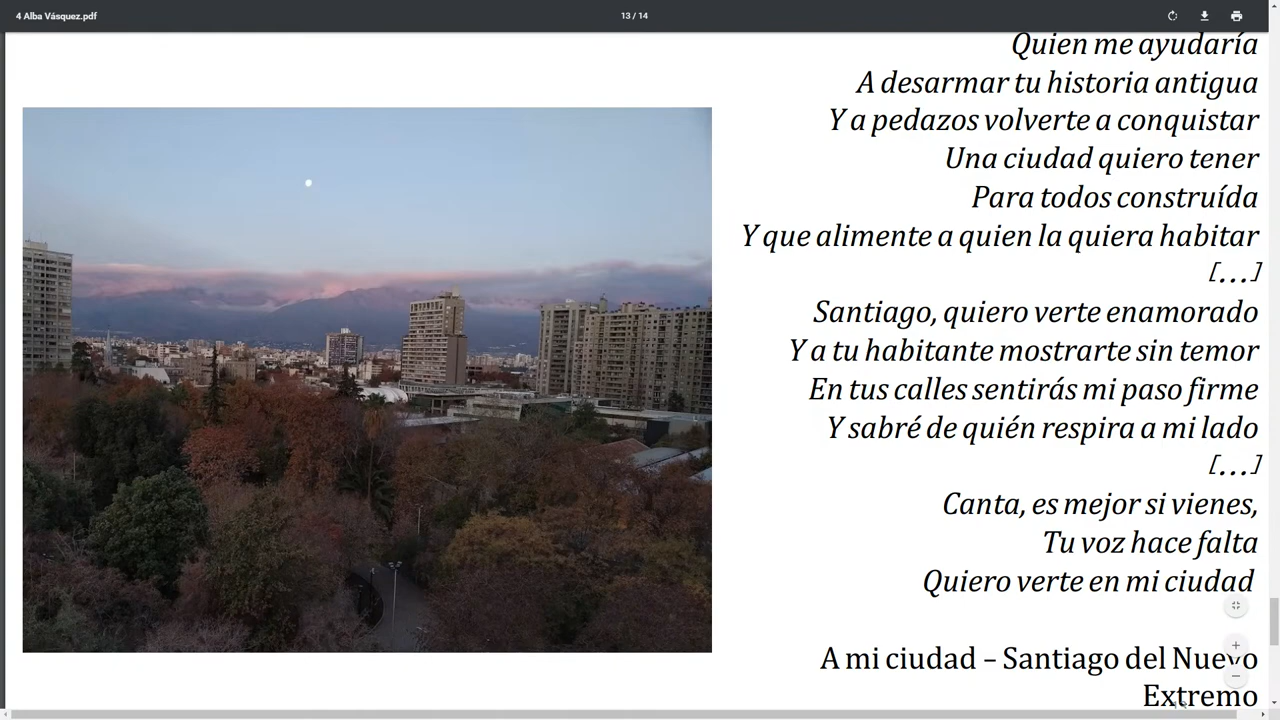 4 Alba Vásquez.pdf
13 / 14
Quien me ayudaría
A desarmar tu historia antigua
Y a pedazos volverte a conquistar
Una ciudad quiero tener
Para todos construída
Y que alimente a quien la quiera habitar
[...]
Santiago, quiero verte enamorado
Y a tu habitante mostrarte sin temor
En tus calles sentirás mi paso firme
Y sabré de quién respira a mi lado
[...]
Canta, es mejor si vienes,
Tu voz hace falta
Quiero verte en mi ciudad
A mi ciudad – Santiago del Nuevo
Extremo